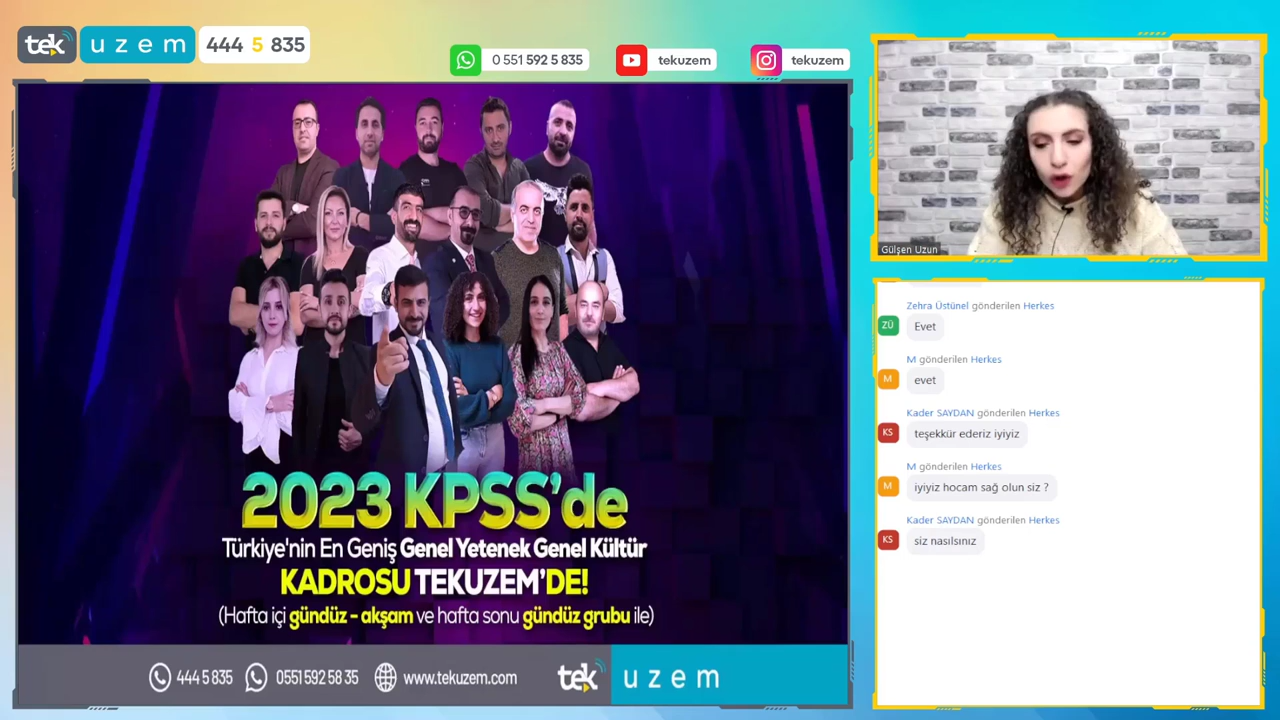 tek uzem 444 5 835
0 551 592 5 835
tekuzem
tekuzem
2023 KPSS'de
Türkiye'nin En Geniş Genel Yetenek Genel Kültür
KADROSU TEKUZEM'DE!
(Hafta içi gündüz - akşam ve hafta sonu gündüz grubu ile)
444 5 835 0551 592 58 35 www.tekuzem.com tek uzem
Gülşen Uzun
Zehra Üstünel gönderilen Herkes
ZÜ Evet
M gönderilen Herkes
M evet
Kader SAYDAN gönderilen Herkes
KS teşekkür ederiz iyiyiz
M gönderilen Herkes
M iyiyiz hocam sağ olun siz ?
Kader SAYDAN gönderilen Herkes
KS siz nasılsınız